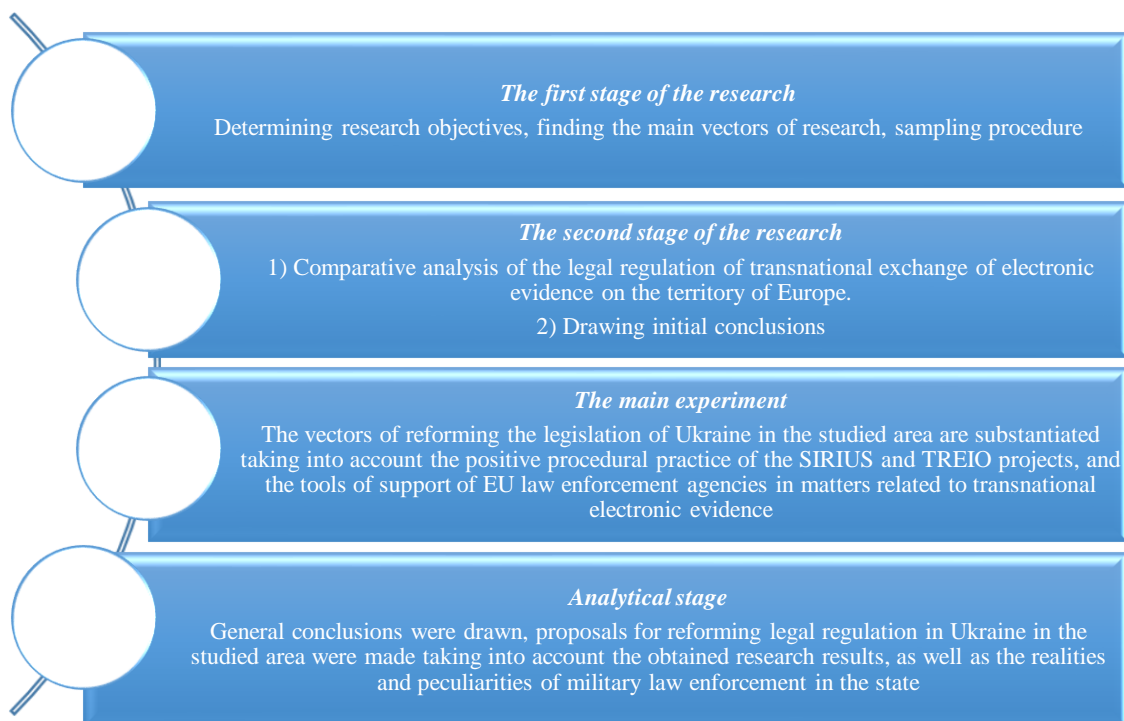 The first stage of the research
Determining research objectives, finding the main vectors of research, sampling procedure
The second stage of the research
1) Comparative analysis of the legal regulation of transnational exchange of electronic
evidence on the territory of Europe.
2) Drawing initial conclusions
The main experiment
The vectors of reforming the legislation of Ukraine in the studied area are substantiated
taking into account the positive procedural practice of the SIRIUS and TREIO projects, and
the tools of support of EU law enforcement agencies in matters related to transnational
electronic evidence
Analytical stage
General conclusions were drawn, proposals for reforming legal regulation in Ukraine in the
studied area were made taking into account the obtained research results, as well as the realities
and peculiarities of military law enforcement in the state